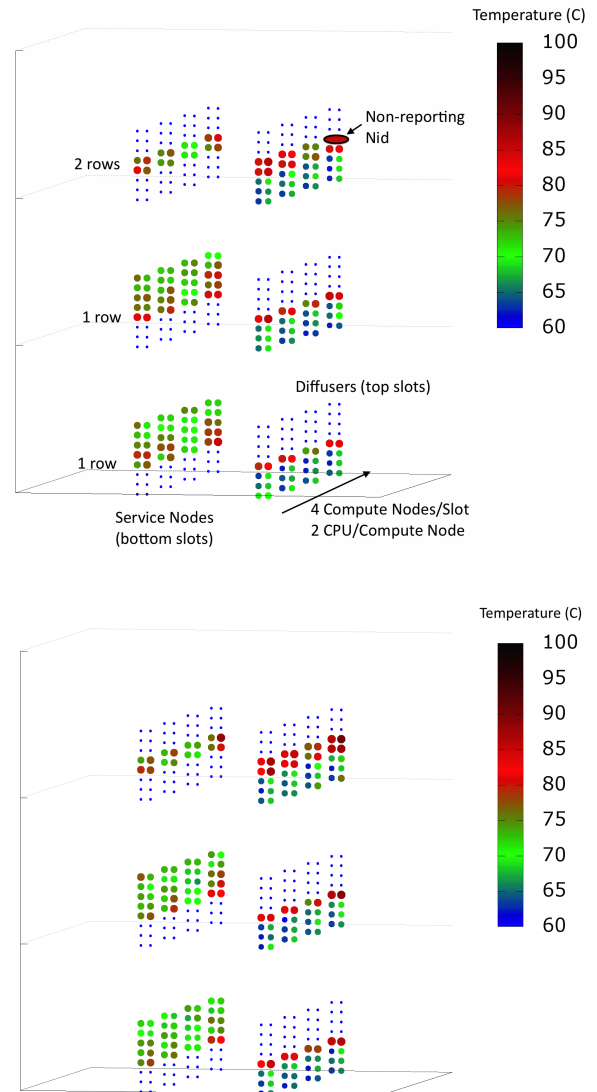 Temperature (C)
100
95
90
85
80
75
70
65
60
Non-reporting
Nid
2 rows
1 row
Diffusers (top slots)
1 row
4 Compute Nodes/Slot
2 CPU/Compute Node
Service Nodes
(bottom slots)
Temperature (C)
100
95
90
85
80
75
70
65
60